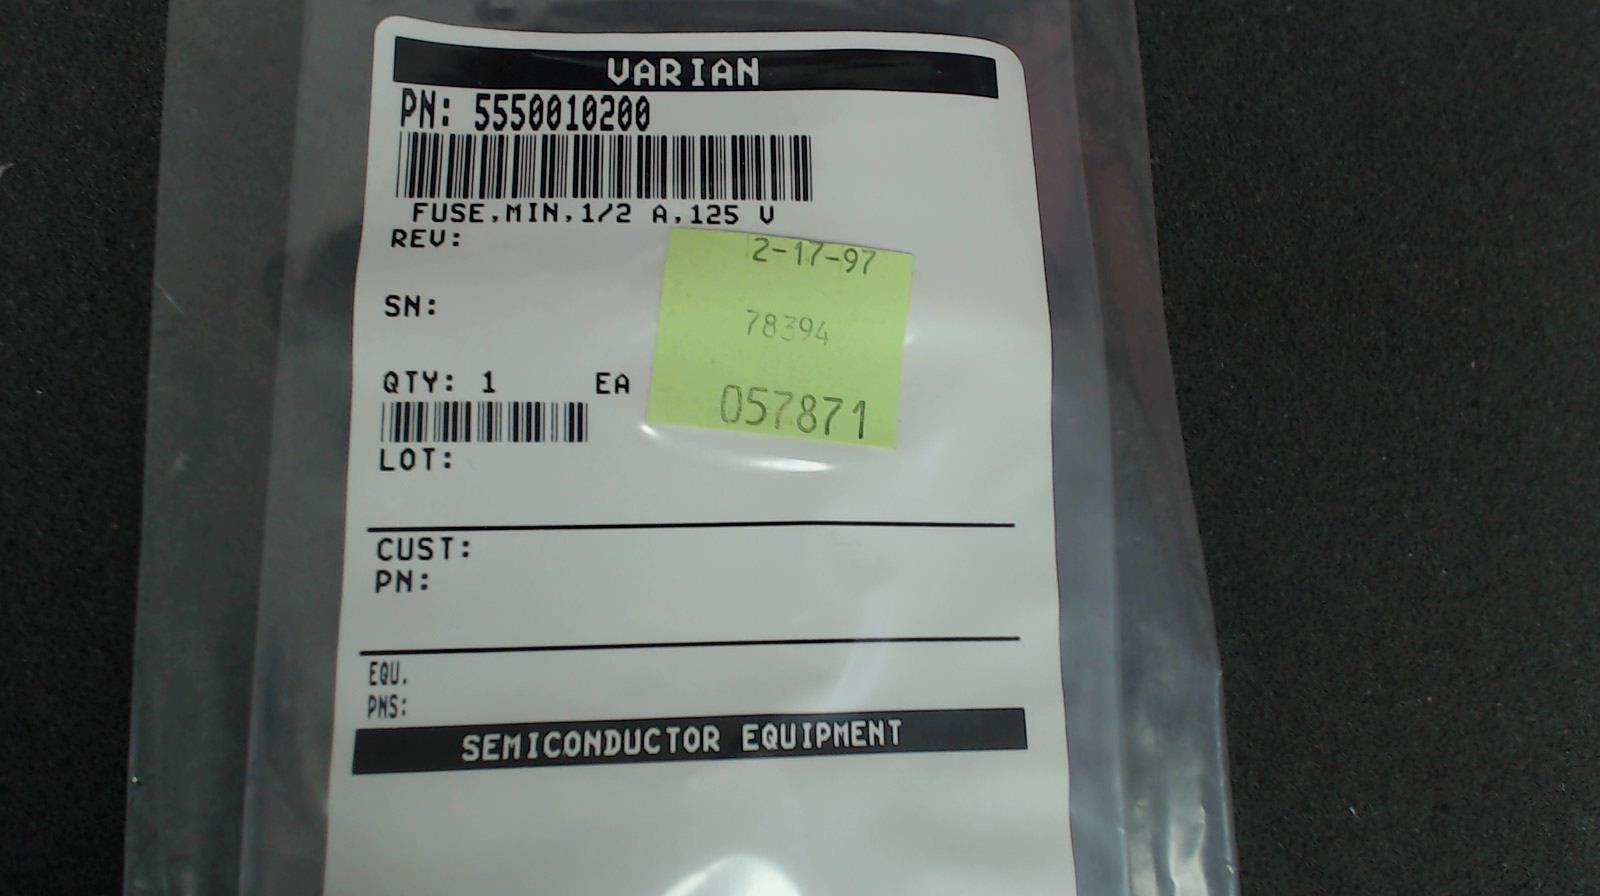 VARIAN
PN: 5550010200
FUSE,MIN,1/2 A,125 V
REV:
2-17-97
SN:
78394
QTY: 1 EA
057871
LOT:
CUST:
PN:
EQU.
PNS:
SEMICONDUCTOR EQUIPMENT